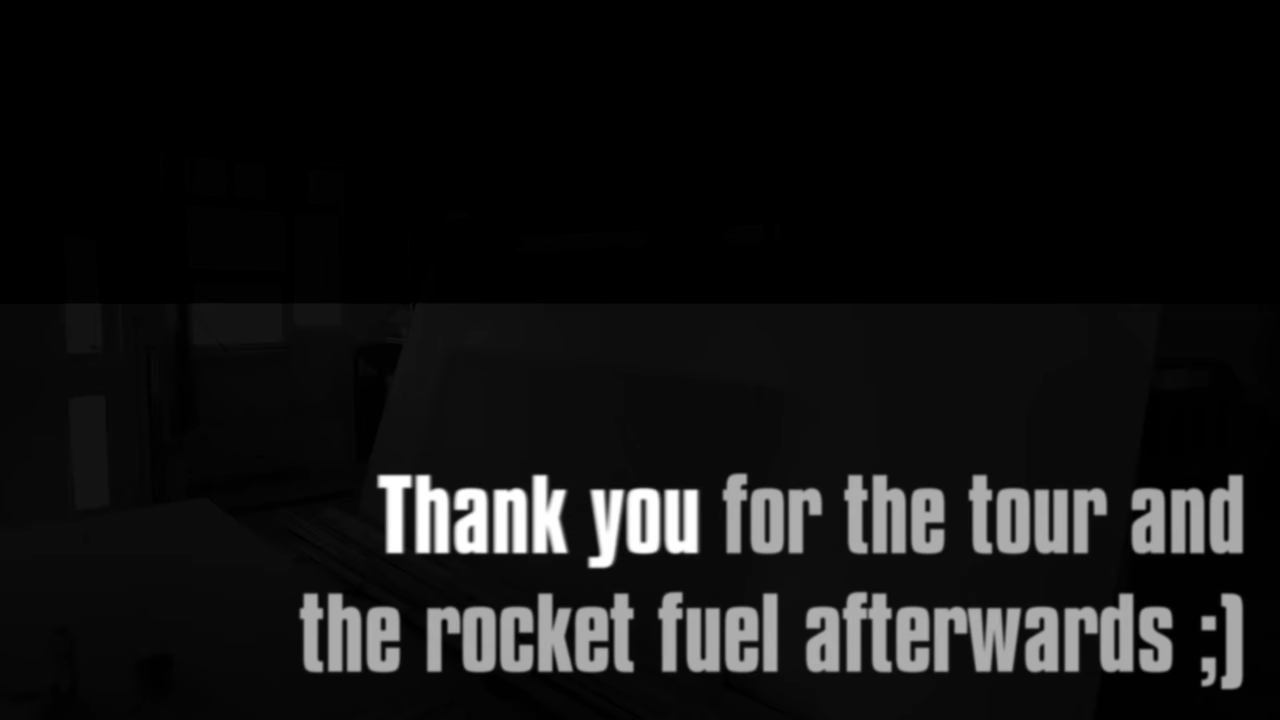 Thank you for the tour and
the rocket fuel afterwards ;)